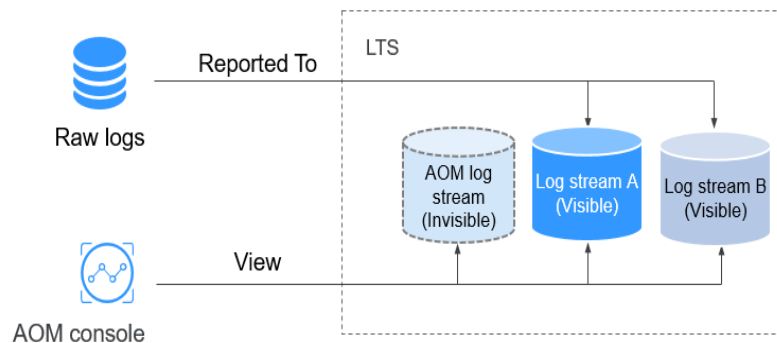 LTS
Reported To
Raw logs
AOM log
stream
(Invisible)
Log stream A
(Visible)
Log stream B
(Visible)
View
AOM console